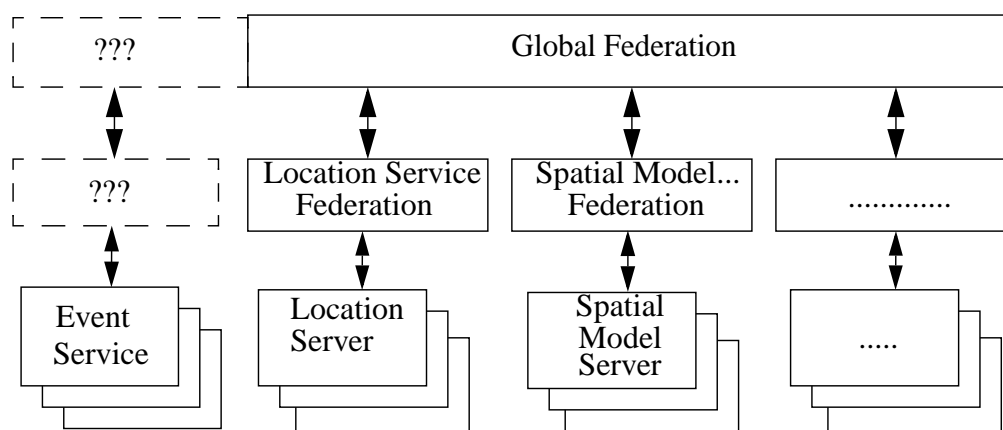 ???
Global Federation
???
Location Service
Federation
Spatial Model...
Federation
.............
Event
Service
Location
Server
Spatial
Model
Server
.....